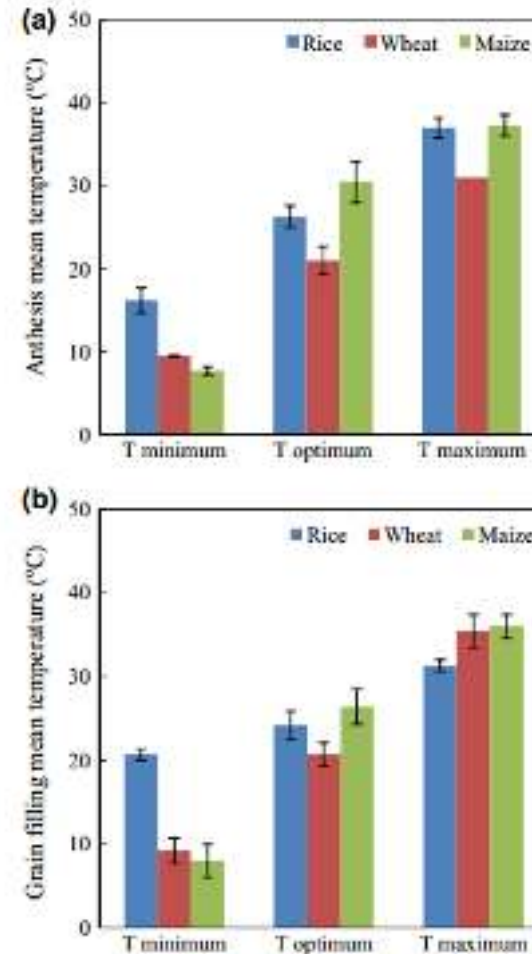 (a)
50
Rice Wheat Maize
40
30
20
10
0
Anthesis mean temperature (°C)
T minimum T optimum T maximum
(b)
50
Rice Wheat Maize
40
30
20
10
0
Grain filling mean temperature (°C)
T minimum T optimum T maximum